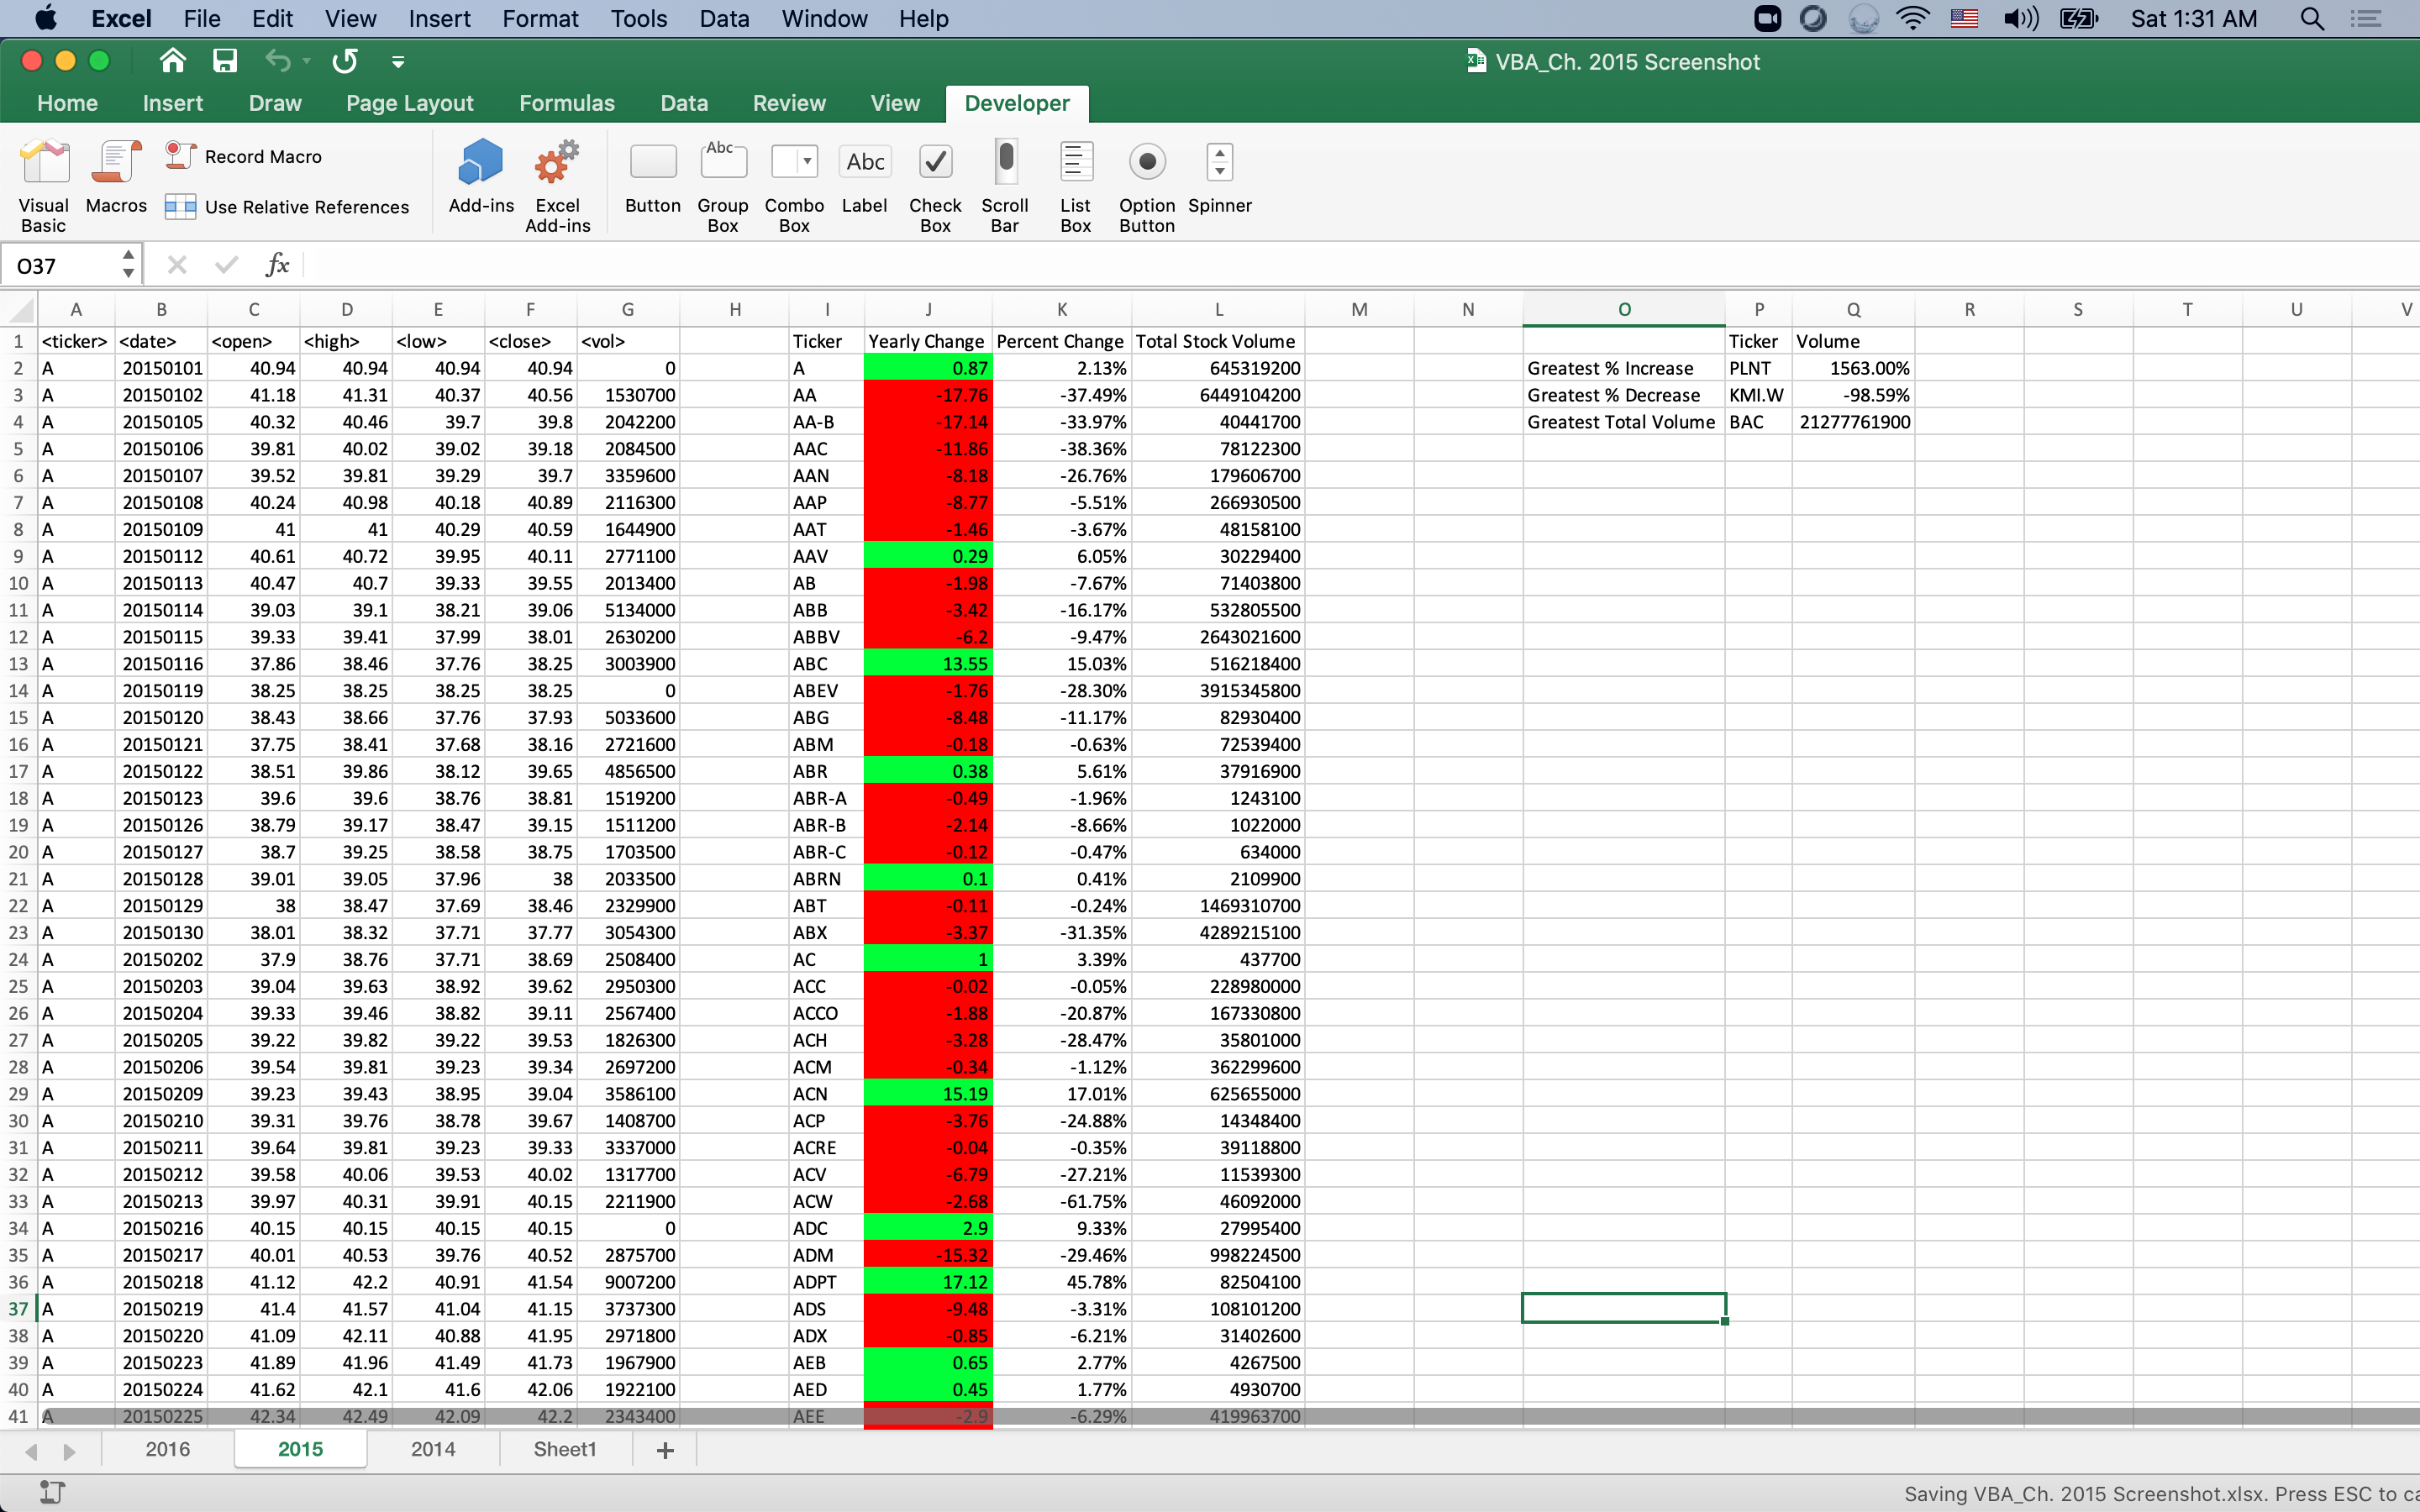 Excel File Edit View Insert Format Tools Data Window Help Sat 1:31 AM
VBA_Ch. 2015 Screenshot
Home Insert Draw Page Layout Formulas Data Review View Developer
Visual Basic Macros Record Macro Use Relative References Add-ins Excel Add-ins Button Abc Group Box Combo Box Abc Label Check Box Scroll Bar List Box Option Button Spinner
O37 fx
A B C D E F G H I J K L M N O P Q R S T U V
1 <ticker> <date> <open> <high> <low> <close> <vol> Ticker Yearly Change Percent Change Total Stock Volume Ticker Volume
2 A 20150101 40.94 40.94 40.94 40.94 0 A 0.87 2.13% 645319200 Greatest % Increase PLNT 1563.00%
3 A 20150102 41.18 41.31 40.37 40.56 1530700 AA -17.76 -37.49% 6449104200 Greatest % Decrease KMI.W -98.59%
4 A 20150105 40.32 40.46 39.7 39.8 2042200 AA-B -17.14 -33.97% 40441700 Greatest Total Volume BAC 21277761900
5 A 20150106 39.81 40.02 39.02 39.18 2084500 AAC -11.86 -38.36% 78122300
6 A 20150107 39.52 39.81 39.29 39.7 3359600 AAN -8.18 -26.76% 179606700
7 A 20150108 40.24 40.98 40.18 40.89 2116300 AAP -8.77 -5.51% 266930500
8 A 20150109 41 41 40.29 40.59 1644900 AAT -1.46 -3.67% 48158100
9 A 20150112 40.61 40.72 39.95 40.11 2771100 AAV 0.29 6.05% 30229400
10 A 20150113 40.47 40.7 39.33 39.55 2013400 AB -1.98 -7.67% 71403800
11 A 20150114 39.03 39.1 38.21 39.06 5134000 ABB -3.42 -16.17% 532805500
12 A 20150115 39.33 39.41 37.99 38.01 2630200 ABBV -6.2 -9.47% 2643021600
13 A 20150116 37.86 38.46 37.76 38.25 3003900 ABC 13.55 15.03% 516218400
14 A 20150119 38.25 38.25 38.25 38.25 0 ABEV -1.76 -28.30% 3915345800
15 A 20150120 38.43 38.66 37.76 37.93 5033600 ABG -8.48 -11.17% 82930400
16 A 20150121 37.75 38.41 37.68 38.16 2721600 ABM -0.18 -0.63% 72539400
17 A 20150122 38.51 39.86 38.12 39.65 4856500 ABR 0.38 5.61% 37916900
18 A 20150123 39.6 39.6 38.76 38.81 1519200 ABR-A -0.49 -1.96% 1243100
19 A 20150126 38.79 39.17 38.47 39.15 1511200 ABR-B -2.14 -8.66% 1022000
20 A 20150127 38.7 39.25 38.58 38.75 1703500 ABR-C -0.12 -0.47% 634000
21 A 20150128 39.01 39.05 37.96 38 2033500 ABRN 0.1 0.41% 2109900
22 A 20150129 38 38.47 37.69 38.46 2329900 ABT -0.11 -0.24% 1469310700
23 A 20150130 38.01 38.32 37.71 37.77 3054300 ABX -3.37 -31.35% 4289215100
24 A 20150202 37.9 38.76 37.71 38.69 2508400 AC 1 3.39% 437700
25 A 20150203 39.04 39.63 38.92 39.62 2950300 ACC -0.02 -0.05% 228980000
26 A 20150204 39.33 39.46 38.82 39.11 2567400 ACCO -1.88 -20.87% 167330800
27 A 20150205 39.22 39.82 39.22 39.53 1826300 ACH -3.28 -28.47% 35801000
28 A 20150206 39.54 39.81 39.23 39.34 2697200 ACM -0.34 -1.12% 362299600
29 A 20150209 39.23 39.43 38.95 39.04 3586100 ACN 15.19 17.01% 625655000
30 A 20150210 39.31 39.76 38.78 39.67 1408700 ACP -3.76 -24.88% 14348400
31 A 20150211 39.64 39.81 39.23 39.33 3337000 ACRE -0.04 -0.35% 39118800
32 A 20150212 39.58 40.06 39.53 40.02 1317700 ACV -6.79 -27.21% 11539300
33 A 20150213 39.97 40.31 39.91 40.15 2211900 ACW -2.68 -61.75% 46092000
34 A 20150216 40.15 40.15 40.15 40.15 0 ADC 2.9 9.33% 27995400
35 A 20150217 40.01 40.53 39.76 40.52 2875700 ADM -15.32 -29.46% 998224500
36 A 20150218 41.12 42.2 40.91 41.54 9007200 ADPT 17.12 45.78% 82504100
37 A 20150219 41.4 41.57 41.04 41.15 3737300 ADS -9.48 -3.31% 108101200
38 A 20150220 41.09 42.11 40.88 41.95 2971800 ADX -0.85 -6.21% 31402600
39 A 20150223 41.89 41.96 41.49 41.73 1967900 AEB 0.65 2.77% 4267500
40 A 20150224 41.62 42.1 41.6 42.06 1922100 AED 0.45 1.77% 4930700
41 A 20150225 42.34 42.49 42.09 42.2 2343400 AEE -2.9 -6.29% 419963700
2016 2015 2014 Sheet1
Saving VBA_Ch. 2015 Screenshot.xlsx. Press ESC to ca